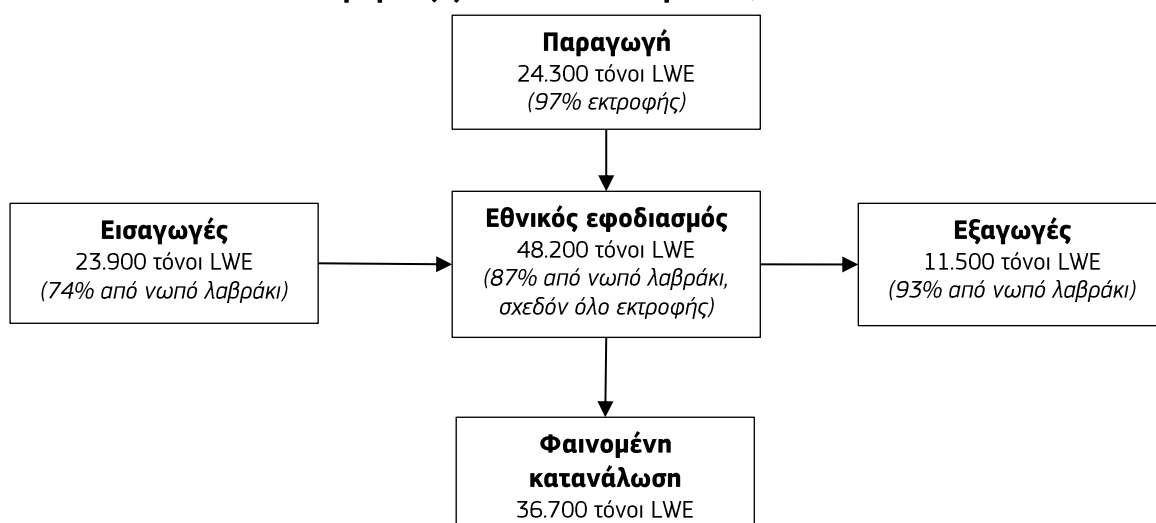 Παραγωγή
24.300 τόνοι LWE
(97% εκτροφής)
Εισαγωγές
23.900 τόνοι LWE
(74% από νωπό λαβράκι)
Εθνικός εφοδιασμός
48.200 τόνοι LWE
(87% από νωπό λαβράκι,
σχεδόν όλο εκτροφής)
Εξαγωγές
11.500 τόνοι LWE
(93% από νωπό λαβράκι)
Φαινομένη
κατανάλωση
36.700 τόνοι LWE